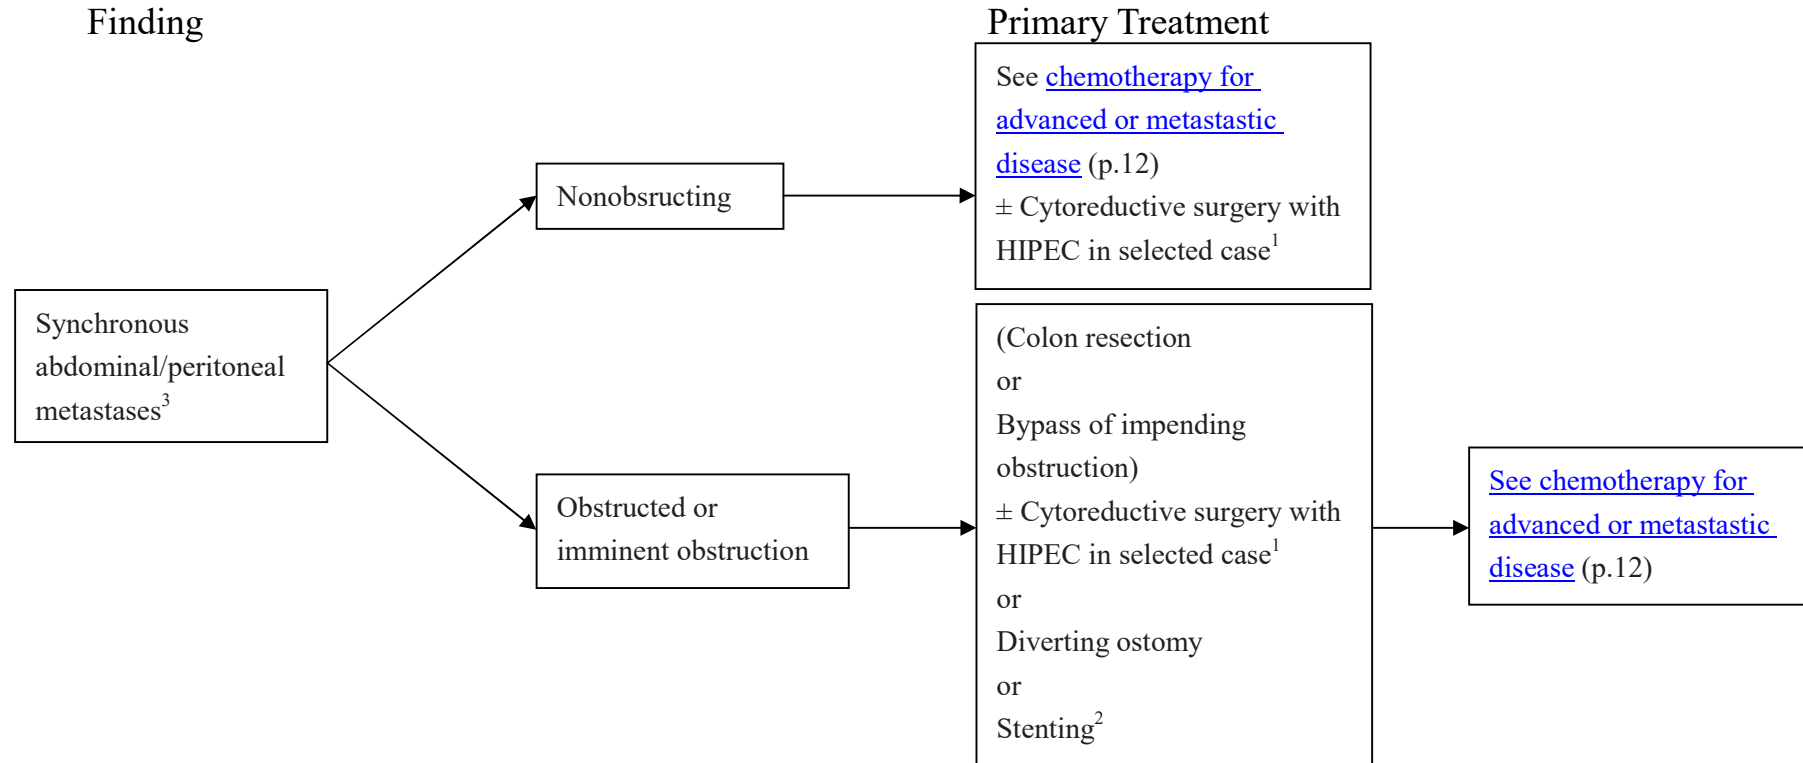 Finding
Primary Treatment
See chemotherapy for
advanced or metastastic
disease (p.12)
± Cytoreductive surgery with
HIPEC in selected case1
Nonobsructing
Synchronous
abdominal/peritoneal
metastases3
Obstructed or
imminent obstruction
(Colon resection
or
Bypass of impending
obstruction)
± Cytoreductive surgery with
HIPEC in selected case1
or
Diverting ostomy
or
Stenting2
See chemotherapy for
advanced or metastastic
disease (p.12)